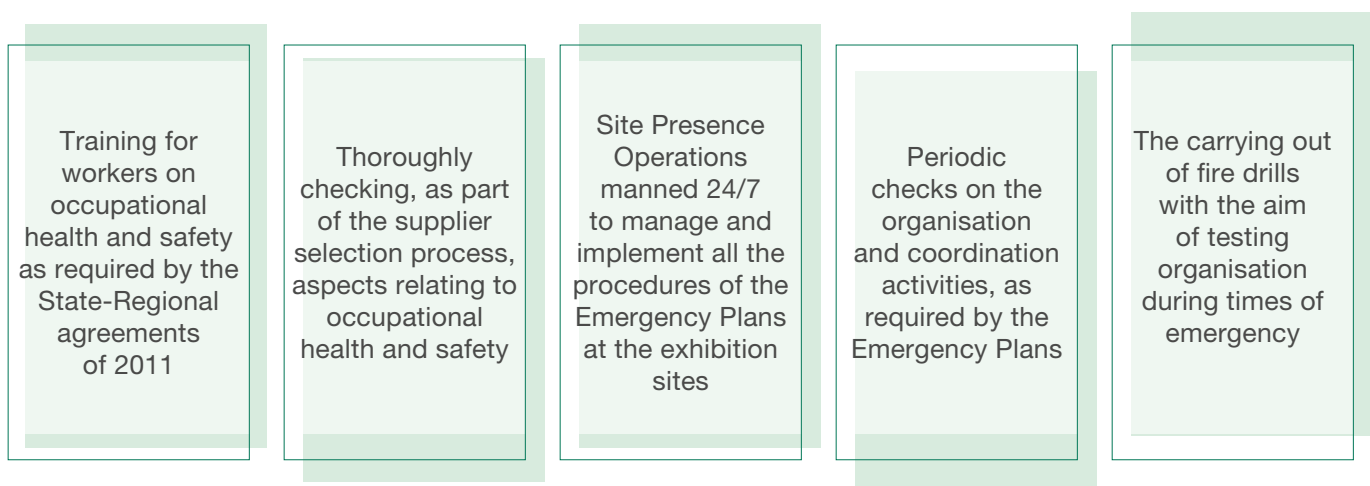 Training for
workers on
occupational
health and safety
as required by the
State-Regional
agreements
of 2011
Thoroughly
checking, as part
of the supplier
selection process,
aspects relating to
occupational
health and safety
Site Presence
Operations
manned 24/7
to manage and
implement all the
procedures of the
Emergency Plans
at the exhibition
sites
Periodic
checks on the
organisation
and coordination
activities, as
required by the
Emergency Plans
The carrying out
of fire drills
with the aim
of testing
organisation
during times of
emergency